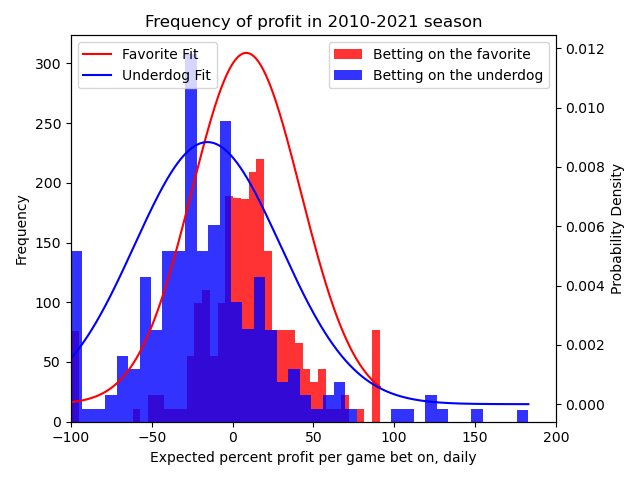 Frequency of profit in 2010-2021 season
Favorite Fit
Underdog Fit
Betting on the favorite
Betting on the underdog
Frequency
300
250
200
150
100
50
0
0.012
0.010
0.008
0.006
0.004
0.002
0.000
Probability Density
−100
−50
0
50
100
150
200
Expected percent profit per game bet on, daily